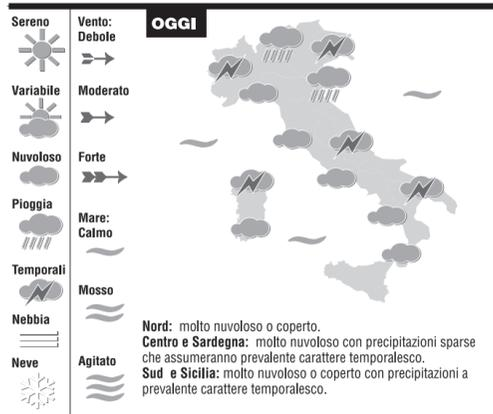 Sereno
Variabile
Nuvoloso
Pioggia
Temporali
Nebbia
Neve
Vento:
Debole
Moderato
Forte
Mare:
Calmo
Mosso
Agitato
OGGI
Nord: molto nuvoloso o coperto.
Centro e Sardegna: molto nuvoloso con precipitazioni sparse
che assumeranno prevalente carattere temporalesco.
Sud e Sicilia: molto nuvoloso o coperto con precipitazioni a
prevalente carattere temporalesco.